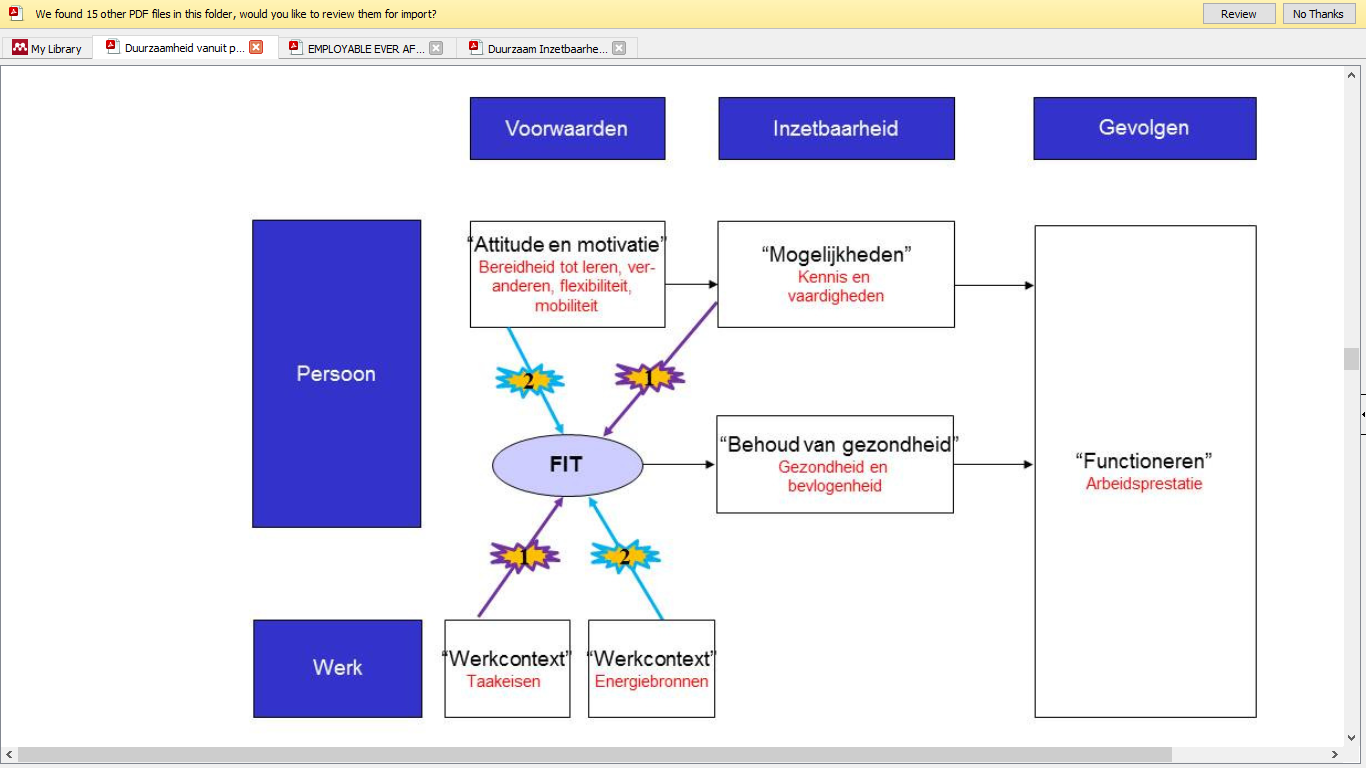 We found 15 other PDF files in this folder, would you like to review them for import?
Review
No Thanks
My Library
Duurzaamheid vanuit p...
EMPLOYABLE EVER AF...
Duurzaam Inzetbaarhe...
Voorwaarden
Inzetbaarheid
Gevolgen
Persoon
“Attitude en motivatie”
Bereidheid tot leren, ver-
anderen, flexibiliteit,
mobiliteit
“Mogelijkheden”
Kennis en
vaardigheden
2
1
FIT
“Behoud van gezondheid”
Gezondheid en
bevlogenheid
“Functioneren”
Arbeidsprestatie
1
2
Werk
“Werkcontext”
Taakeisen
“Werkcontext”
Energiebronnen